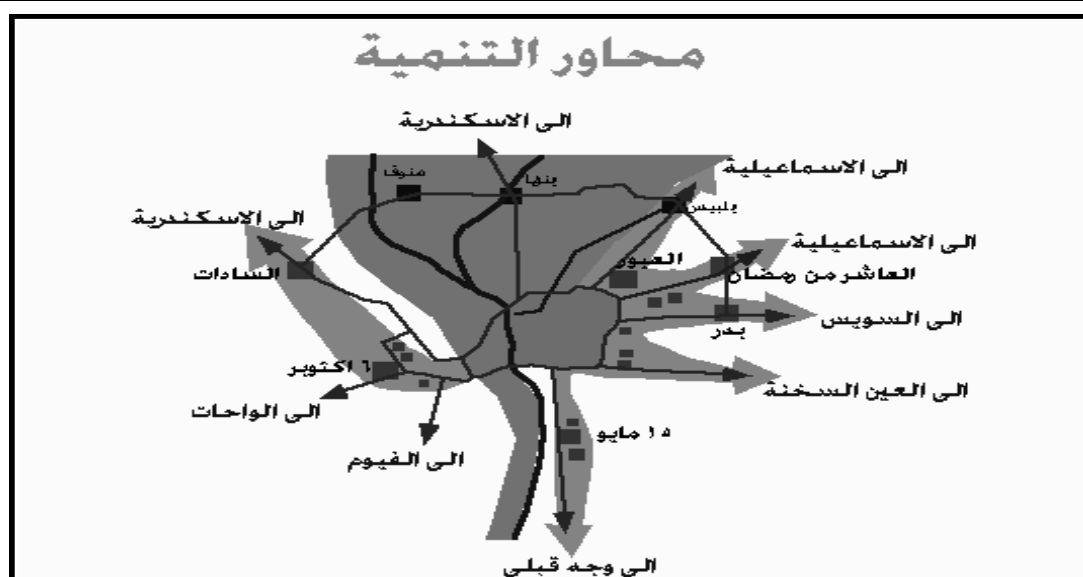 محاور التنمية
الى الاسكندرية
الى الاسماعيلية
منوف
بنها
بلبيس
الى الاسكندرية
الى الاسماعيلية
السادات
العبور
العاشر من رمضان
الى السويس
بدر
٦ اكتوبر
الى العين السخنة
الى الواحات
١٥ مايو
الى الفيوم
الى وجه قبلى